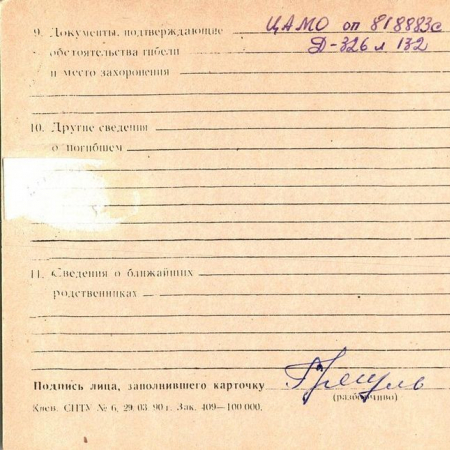 9. Документы, подтверждающие ЦАМО оп 818883с
обстоятельства гибели Д-326 л 132
и место захоронения
10. Другие сведения
о погибшем
11. Сведения о ближайших
родственниках
Подпись лица, заполнившего карточку
(разборчиво)
Киев. СПТУ № 6, 29. 03. 90 г. Зак. 409—100 000.